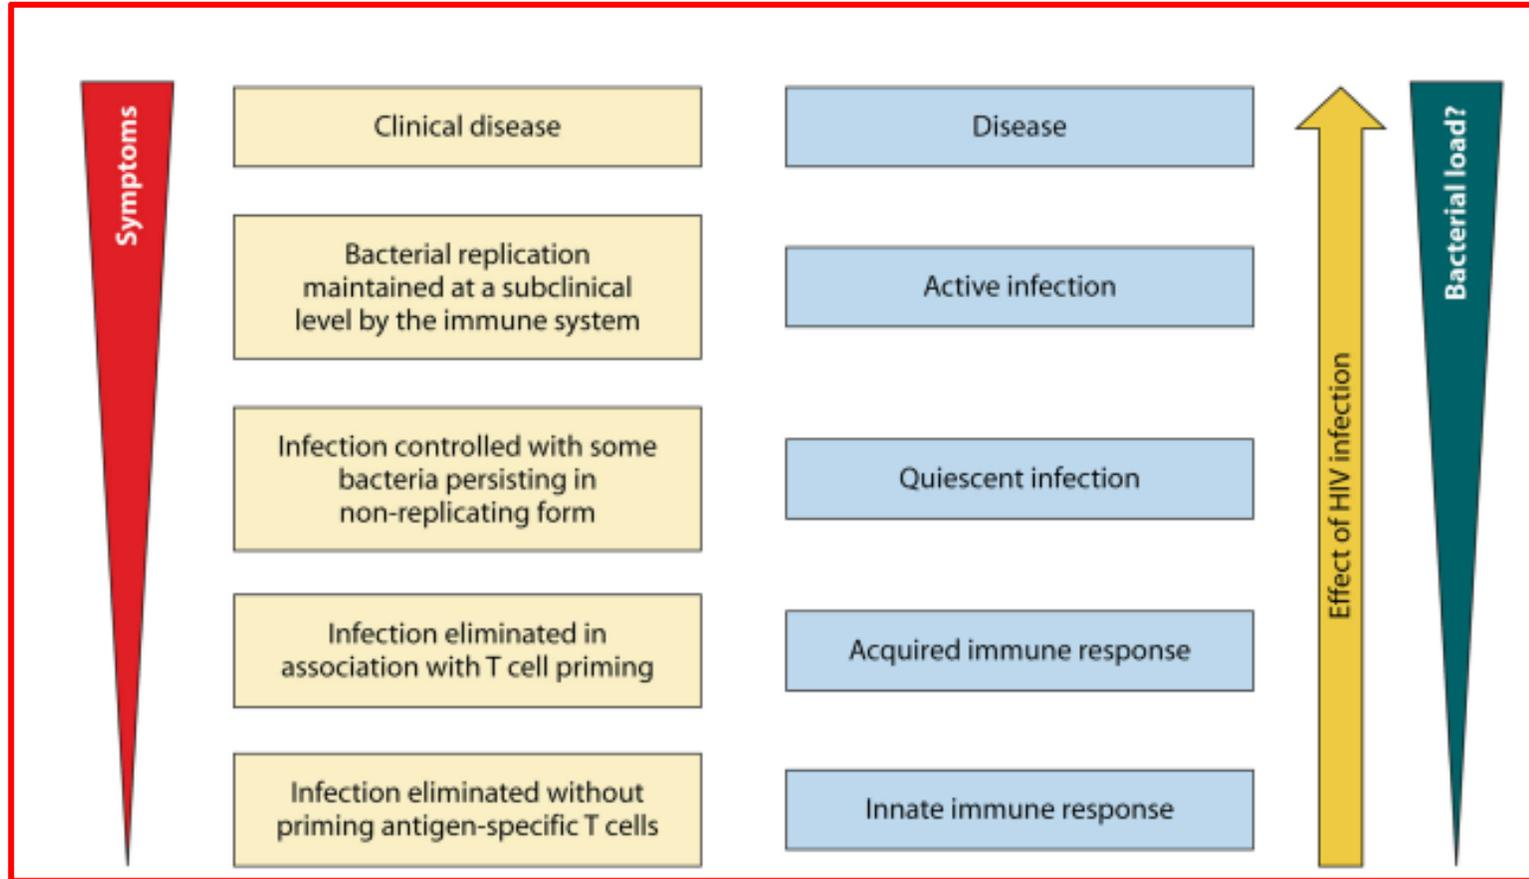 Symptoms
Clinical disease
Disease
Bacterial load?
Bacterial replication
maintained at a subclinical
level by the immune system
Active infection
Infection controlled with some
bacteria persisting in
non-replicating form
Quiescent infection
Effect of HIV infection
Infection eliminated in
association with T cell priming
Acquired immune response
Infection eliminated without
priming antigen-specific T cells
Innate immune response